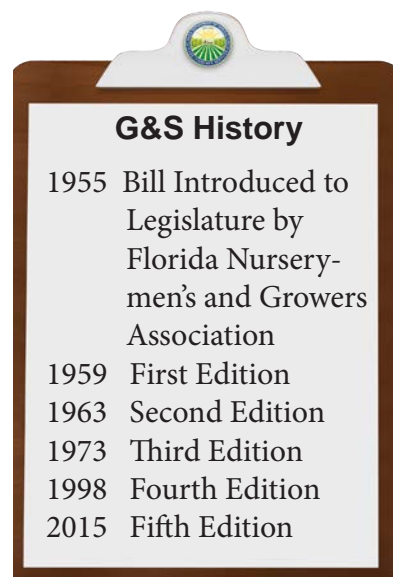 G&S History
1955 Bill Introduced to
Legislature by
Florida Nursery-
men's and Growers
Association
1959 First Edition
1963 Second Edition
1973 Third Edition
1998 Fourth Edition
2015 Fifth Edition